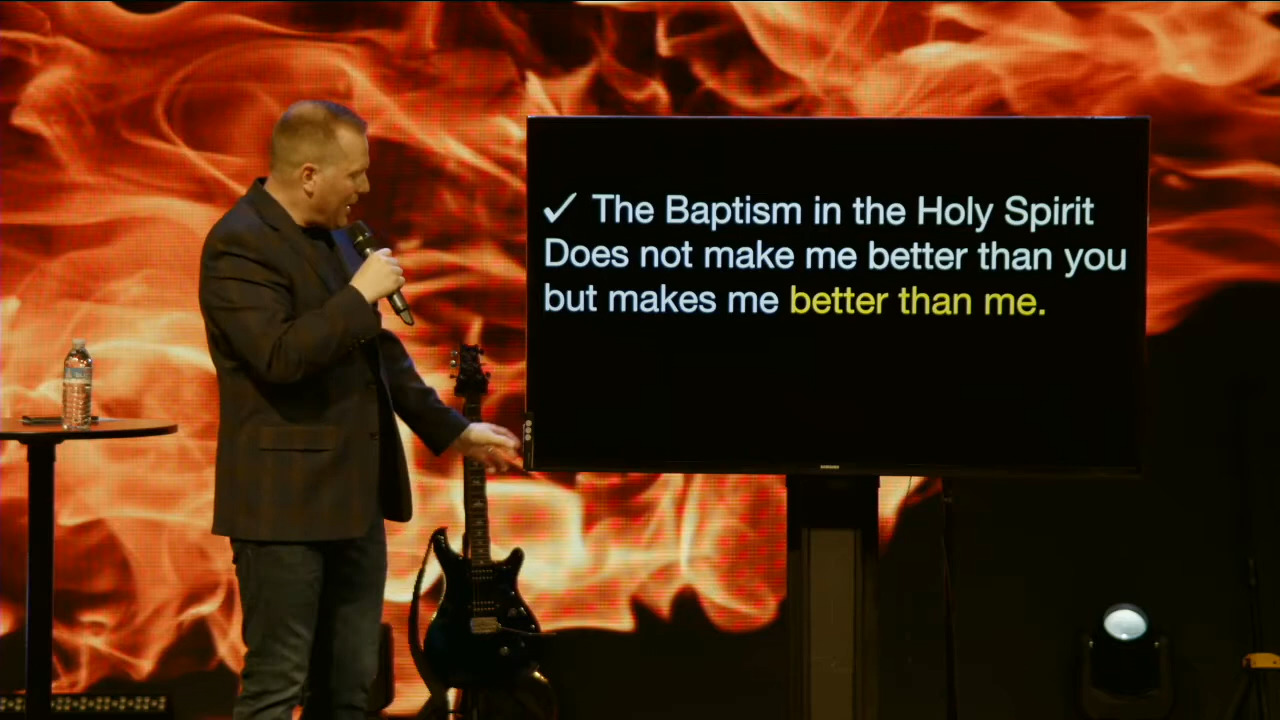 ✓ The Baptism in the Holy Spirit
Does not make me better than you
but makes me better than me.
SAMSUNG